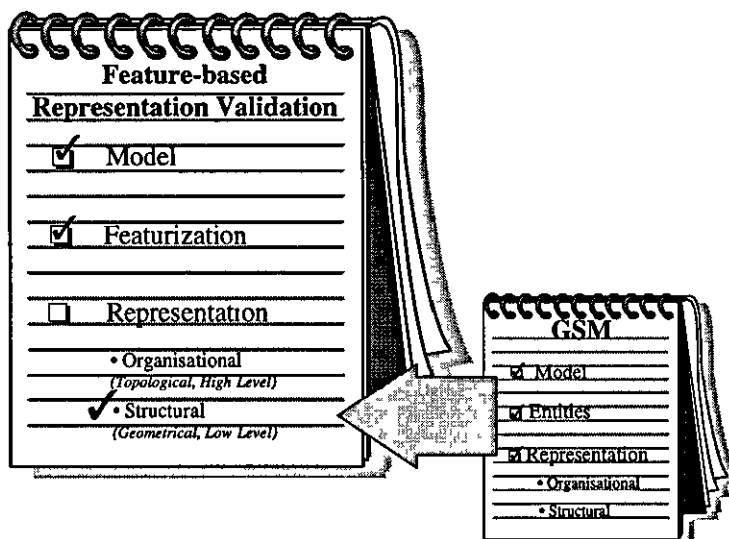 Feature-based
Representation Validation
Model
Featurization
Representation
• Organisational
(Topological, High Level)
• Structural
(Geometrical, Low Level)
GSM
Model
Entities
Representation
• Organisational
• Structural